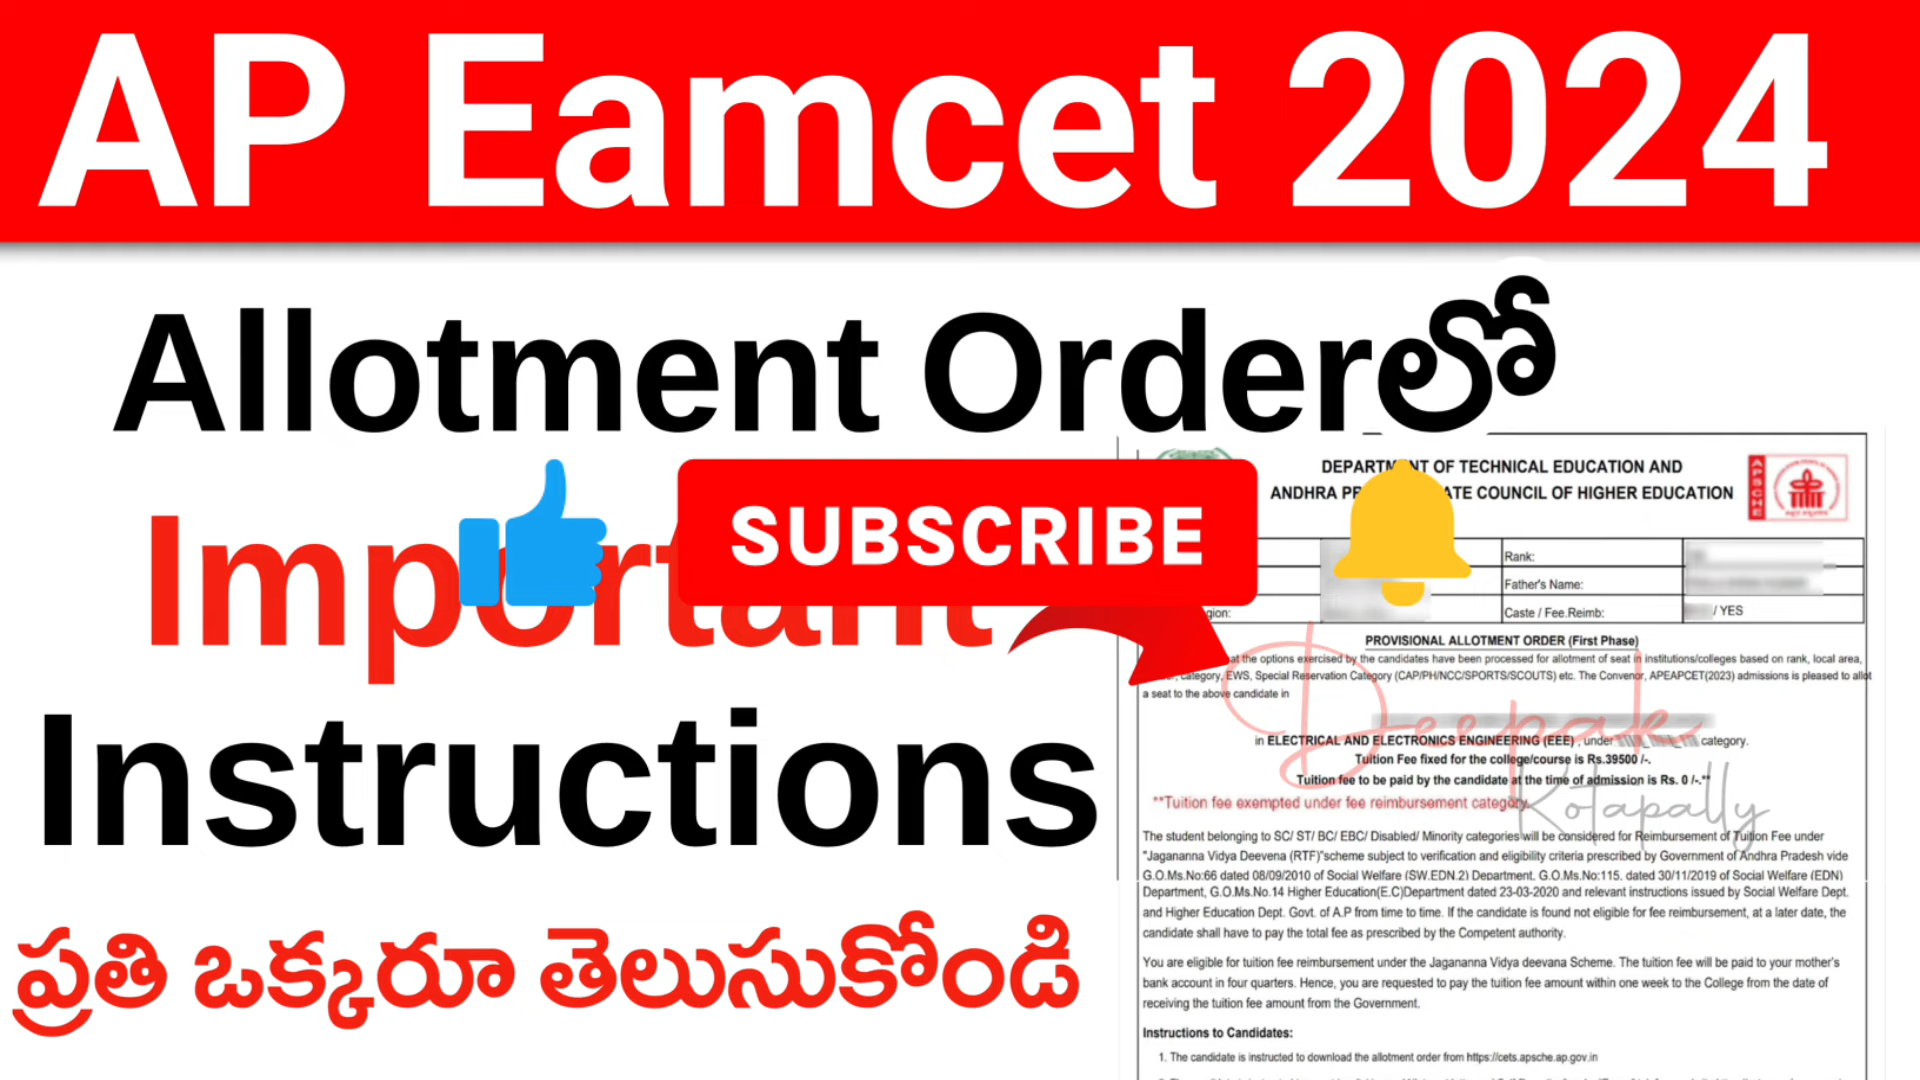 AP Eamcet 2024
Allotment Orderలో
Important
SUBSCRIBE
Instructions
ప్రతి ఒక్కరూ తెలుసుకోండి
DEPARTMENT OF TECHNICAL EDUCATION AND
ANDHRA PR ATE COUNCIL OF HIGHER EDUCATION
APSCHE
Rank:
Father's Name:
gion:
Caste / Fee.Reimb:
/ YES
PROVISIONAL ALLOTMENT ORDER (First Phase)
at the options exercised by the candidates have been processed for allotment of seat in institutions/colleges based on rank, local area,
category, EWS, Special Reservation Category (CAP/PH/NCC/SPORTS/SCOUTS) etc. The Convenor, APEAPCET(2023) admissions is pleased to allot
a seat to the above candidate in
in ELECTRICAL AND ELECTRONICS ENGINEERING (EEE) , under category.
Tuition Fee fixed for the college/course is Rs.39500 /-.
Tuition fee to be paid by the candidate at the time of admission is Rs. 0 /-.**
**Tuition fee exempted under fee reimbursement category.
Deepak
Kotapally
The student belonging to SC/ ST/ BC/ EBC/ Disabled/ Minority categories will be considered for Reimbursement of Tuition Fee under
"Jagananna Vidya Deevena (RTF)"scheme subject to verification and eligibility criteria prescribed by Government of Andhra Pradesh vide
G.O.Ms.No:66 dated 08/09/2010 of Social Welfare (SW.EDN.2) Department, G.O.Ms.No:115, dated 30/11/2019 of Social Welfare (EDN)
Department, G.O.Ms.No.14 Higher Education(E.C)Department dated 23-03-2020 and relevant instructions issued by Social Welfare Dept.
and Higher Education Dept. Govt. of A.P from time to time. If the candidate is found not eligible for fee reimbursement, at a later date, the
candidate shall have to pay the total fee as prescribed by the Competent authority.
You are eligible for tuition fee reimbursement under the Jagananna Vidya deevana Scheme. The tuition fee will be paid to your mother's
bank account in four quarters. Hence, you are requested to pay the tuition fee amount within one week to the College from the date of
receiving the tuition fee amount from the Government.
Instructions to Candidates:
1. The candidate is instructed to download the allotment order from https://cets.apsche.ap.gov.in